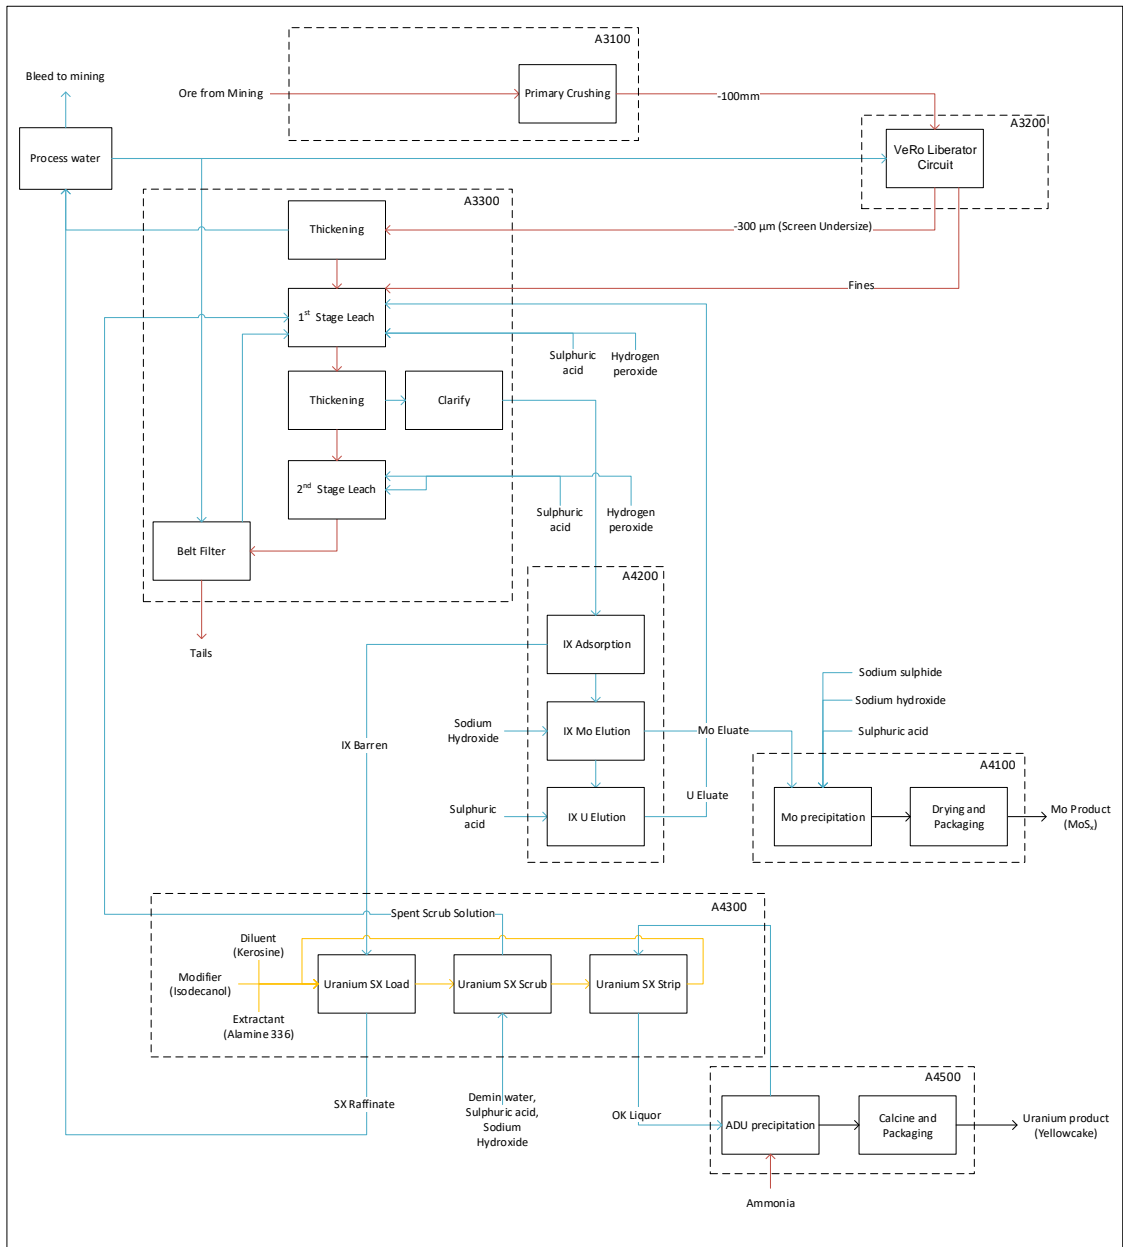 A3100
Bleed to mining
Ore from Mining
Primary Crushing
-100mm
A3200
Process water
VeRo Liberator
Circuit
A3300
Thickening
-300 µm (Screen Undersize)
Fines
1st Stage Leach
Sulphuric
acid
Hydrogen
peroxide
Thickening
Clarify
2nd Stage Leach
Sulphuric
acid
Hydrogen
peroxide
Belt Filter
A4200
Tails
IX Adsorption
Sodium sulphide
Sodium hydroxide
Sulphuric acid
Sodium
Hydroxide
IX Mo Elution
Mo Eluate
IX Barren
A4100
U Eluate
Sulphuric
acid
IX U Elution
Mo precipitation
Drying and
Packaging
Mo Product
(MoSx)
A4300
Spent Scrub Solution
Diluent
(Kerosine)
Modifier
(Isodecanol)
Extractant
(Alamine 336)
Uranium SX Load
Uranium SX Scrub
Uranium SX Strip
A4500
SX Raffinate
Demin water,
Sulphuric acid,
Sodium
Hydroxide
OK Liquor
ADU precipitation
Calcine and
Packaging
Uranium product
(Yellowcake)
Ammonia